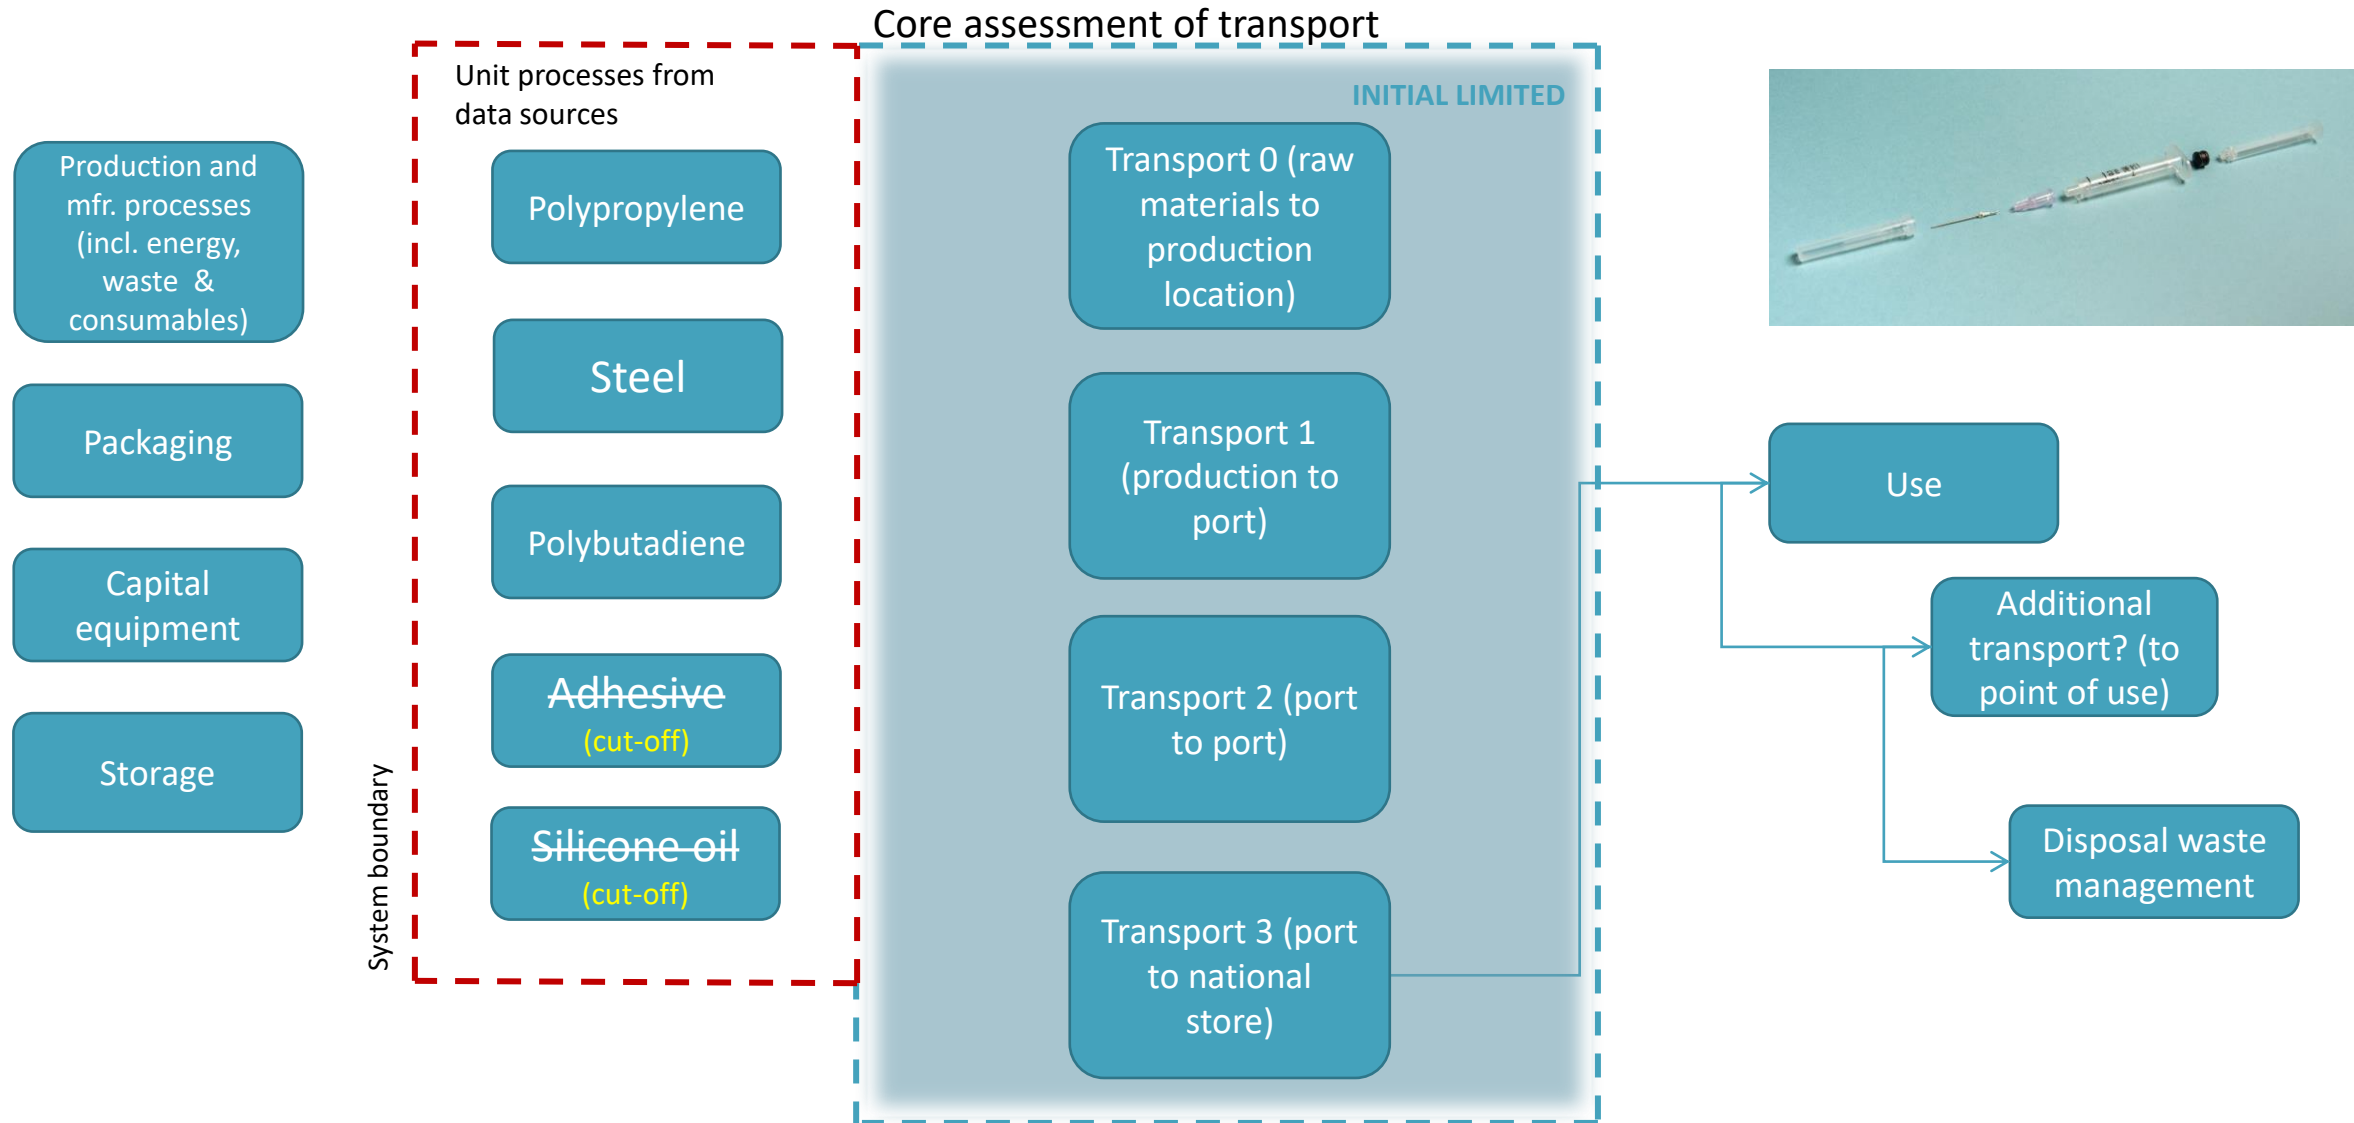 Core assessment of transport
Production and
mfr. processes
(incl. energy,
waste &
consumables)
Packaging
Capital
equipment
Storage
System boundary
Unit processes from
data sources
Polypropylene
Steel
Polybutadiene
Adhesive
(cut-off)
Silicone oil
(cut-off)
INITIAL LIMITED
Transport 0 (raw
materials to
production
location)
Transport 1
(production to
port)
Transport 2 (port
to port)
Transport 3 (port
to national
store)
Use
Additional
transport? (to
point of use)
Disposal waste
management